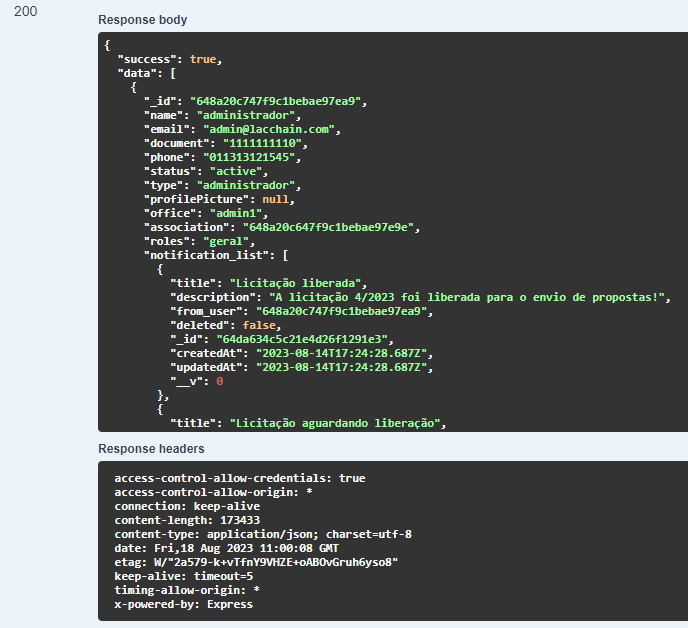 200
Response body
{
"success": true,
"data": [
{
"_id": "648a20c747f9c1bebae97ea9",
"name": "administrador",
"email": "admin@lacchain.com",
"document": "1111111110",
"phone": "011313121545",
"status": "active",
"type": "administrador",
"profilePicture": null,
"office": "admin1",
"association": "648a20c647f9c1bebae97e9e",
"roles": "geral",
"notification_list": [
{
"title": "Licitação liberada",
"description": "A licitação 4/2023 foi liberada para o envio de propostas!",
"from_user": "648a20c747f9c1bebae97ea9",
"deleted": false,
"_id": "64da634c5c21e4d26f1291e3",
"createdAt": "2023-08-14T17:24:28.687Z",
"updatedAt": "2023-08-14T17:24:28.687Z",
"__v": 0
},
{
"title": "Licitação aguardando liberação",
Response headers
access-control-allow-credentials: true
access-control-allow-origin: *
connection: keep-alive
content-length: 173433
content-type: application/json; charset=utf-8
date: Fri,18 Aug 2023 11:00:08 GMT
etag: W/"2a579-k+vTfnY9VHZE+oABOvGruh6yso8"
keep-alive: timeout=5
timing-allow-origin: *
x-powered-by: Express